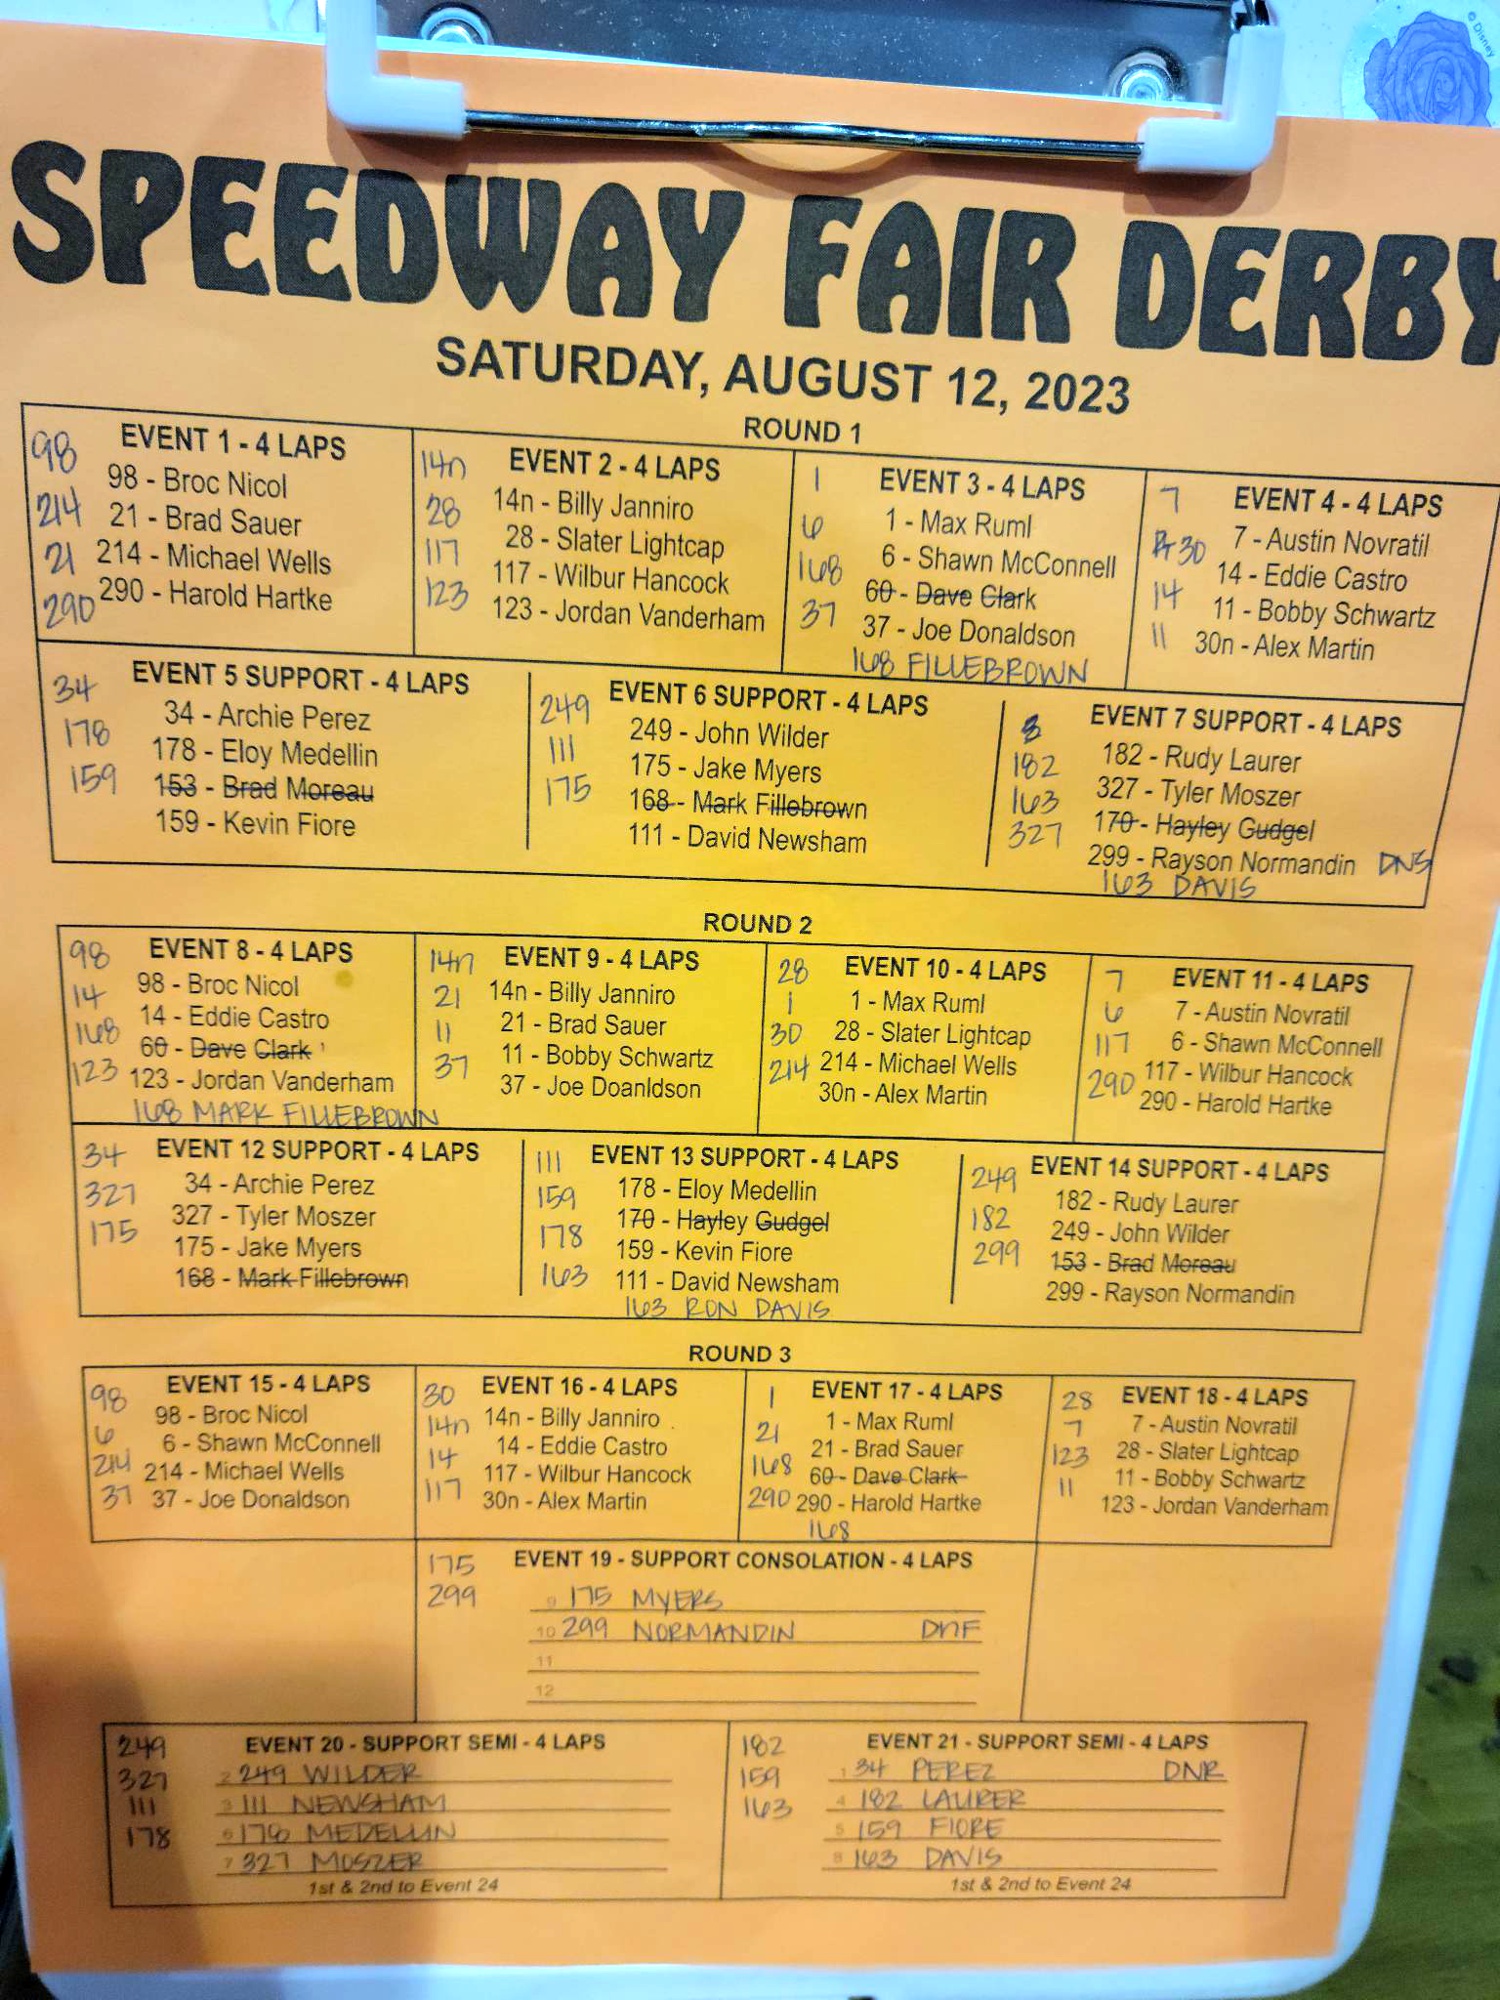 © Disney
SPEEDWAY FAIR DERBY
SATURDAY, AUGUST 12, 2023
ROUND 1
98 EVENT 1 - 4 LAPS
98 - Broc Nicol
214 21 - Brad Sauer
21 214 - Michael Wells
290 290 - Harold Hartke
14n EVENT 2 - 4 LAPS
28 14n - Billy Janniro
117 28 - Slater Lightcap
123 117 - Wilbur Hancock
123 - Jordan Vanderham
1 EVENT 3 - 4 LAPS
6 1 - Max Ruml
168 6 - Shawn McConnell
60 - Dave Clark
37 37 - Joe Donaldson
168 FILLEBROWN
7 EVENT 4 - 4 LAPS
30 7 - Austin Novratil
14 - Eddie Castro
14 11 - Bobby Schwartz
11 30n - Alex Martin
34 EVENT 5 SUPPORT - 4 LAPS
178 34 - Archie Perez
159 178 - Eloy Medellin
153 - Brad Moreau
159 - Kevin Fiore
249 EVENT 6 SUPPORT - 4 LAPS
111 249 - John Wilder
175 175 - Jake Myers
168 - Mark Fillebrown
111 - David Newsham
EVENT 7 SUPPORT - 4 LAPS
182 182 - Rudy Laurer
163 327 - Tyler Moszer
327 170 - Hayley Gudgel
299 - Rayson Normandin DNS
163 DAVIS
ROUND 2
98 EVENT 8 - 4 LAPS
14 98 - Broc Nicol
168 14 - Eddie Castro
60 - Dave Clark
123 123 - Jordan Vanderham
168 MARK FILLEBROWN
14n EVENT 9 - 4 LAPS
21 14n - Billy Janniro
11 21 - Brad Sauer
37 11 - Bobby Schwartz
37 - Joe Doanldson
28 EVENT 10 - 4 LAPS
1 1 - Max Ruml
30 28 - Slater Lightcap
214 214 - Michael Wells
30n - Alex Martin
7 EVENT 11 - 4 LAPS
6 7 - Austin Novratil
117 6 - Shawn McConnell
290 117 - Wilbur Hancock
290 - Harold Hartke
34 EVENT 12 SUPPORT - 4 LAPS
327 34 - Archie Perez
175 327 - Tyler Moszer
175 - Jake Myers
168 - Mark Fillebrown
111 EVENT 13 SUPPORT - 4 LAPS
159 178 - Eloy Medellin
178 170 - Hayley Gudgel
163 159 - Kevin Fiore
111 - David Newsham
163 RON DAVIS
249 EVENT 14 SUPPORT - 4 LAPS
182 182 - Rudy Laurer
299 249 - John Wilder
153 - Brad Moreau
299 - Rayson Normandin
ROUND 3
98 EVENT 15 - 4 LAPS
98 - Broc Nicol
6 6 - Shawn McConnell
214 214 - Michael Wells
37 37 - Joe Donaldson
30 EVENT 16 - 4 LAPS
14n 14n - Billy Janniro
14 14 - Eddie Castro
117 117 - Wilbur Hancock
30n - Alex Martin
1 EVENT 17 - 4 LAPS
1 - Max Ruml
21 21 - Brad Sauer
168 60 - Dave Clark
290 290 - Harold Hartke
168
28 EVENT 18 - 4 LAPS
7 7 - Austin Novratil
123 28 - Slater Lightcap
11 11 - Bobby Schwartz
123 - Jordan Vanderham
175 EVENT 19 - SUPPORT CONSOLATION - 4 LAPS
299 9 175 MYERS
10 299 NORMANDIN DNF
11
12
249 EVENT 20 - SUPPORT SEMI - 4 LAPS
327 2 249 WILDER
111 3 111 NEWSHAM
178 6 178 MEDELLIN
7 327 MOSZER
1st & 2nd to Event 24
182 EVENT 21 - SUPPORT SEMI - 4 LAPS
159 1 34 PEREZ DNR
163 4 182 LAURER
5 159 FIORE
8 163 DAVIS
1st & 2nd to Event 24